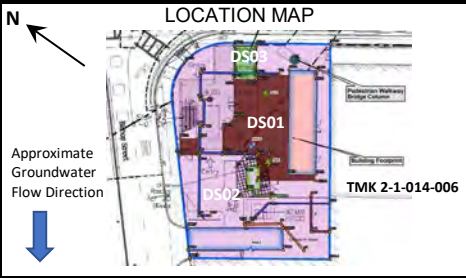 LOCATION MAP
N
DS03
Pedestrian Walkway
Bridge Column
DS01
Building Footprint
Approximate
Groundwater
Flow Direction
TMK 2-1-014-006
DS02